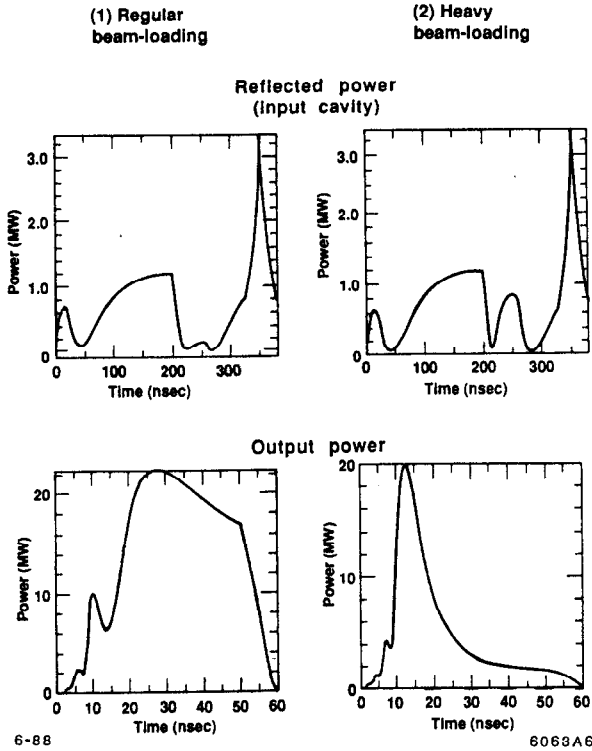 (1) Regular
beam-loading
(2) Heavy
beam-loading
Reflected power
(input cavity)
Power (MW)
3.0
2.0
1.0
0
0 100 200 300
Time (nsec)
Power (MW)
3.0
2.0
1.0
0
0 100 200 300
Time (nsec)
Output power
Power (MW)
20
10
0
0 10 20 30 40 50 60
Time (nsec)
Power (MW)
20
10
0
0 10 20 30 40 50 60
Time (nsec)
6-88
6063A6